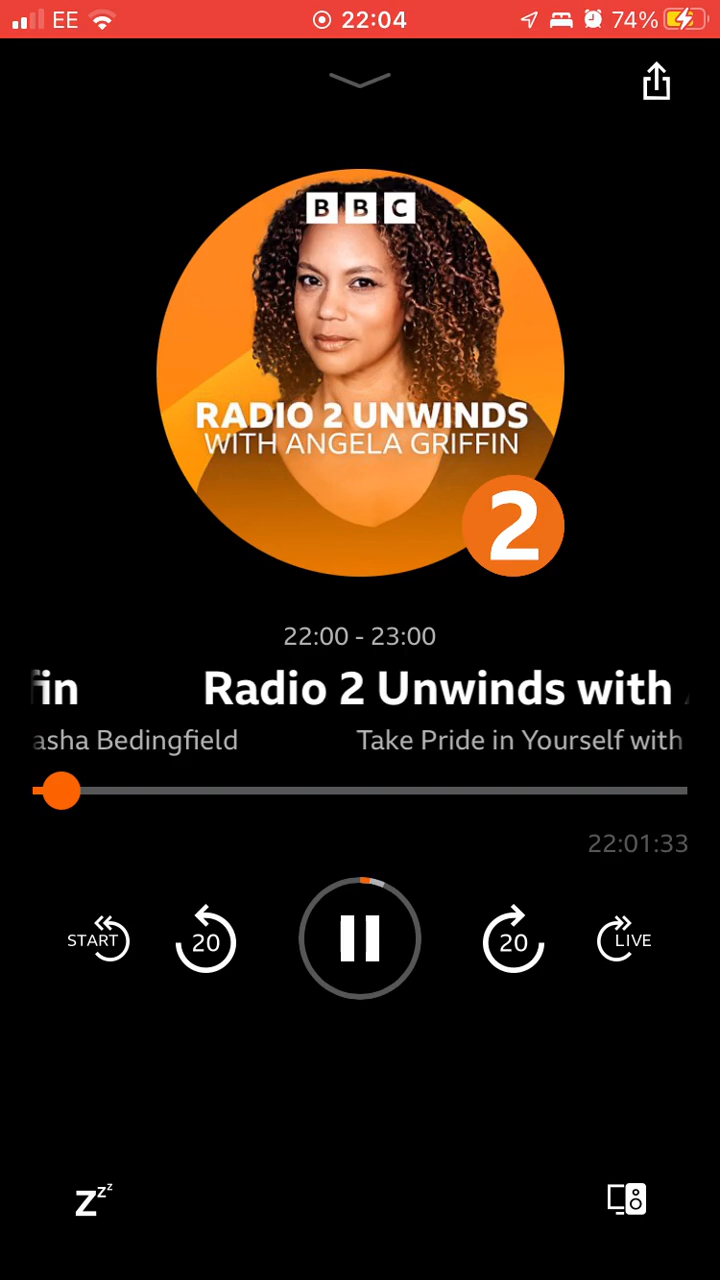 EE 22:04 74%
BBC
RADIO 2 UNWINDS
WITH ANGELA GRIFFIN
2
22:00 - 23:00
fin Radio 2 Unwinds with
asha Bedingfield Take Pride in Yourself with
22:01:33
START 20 20 LIVE
Zzz